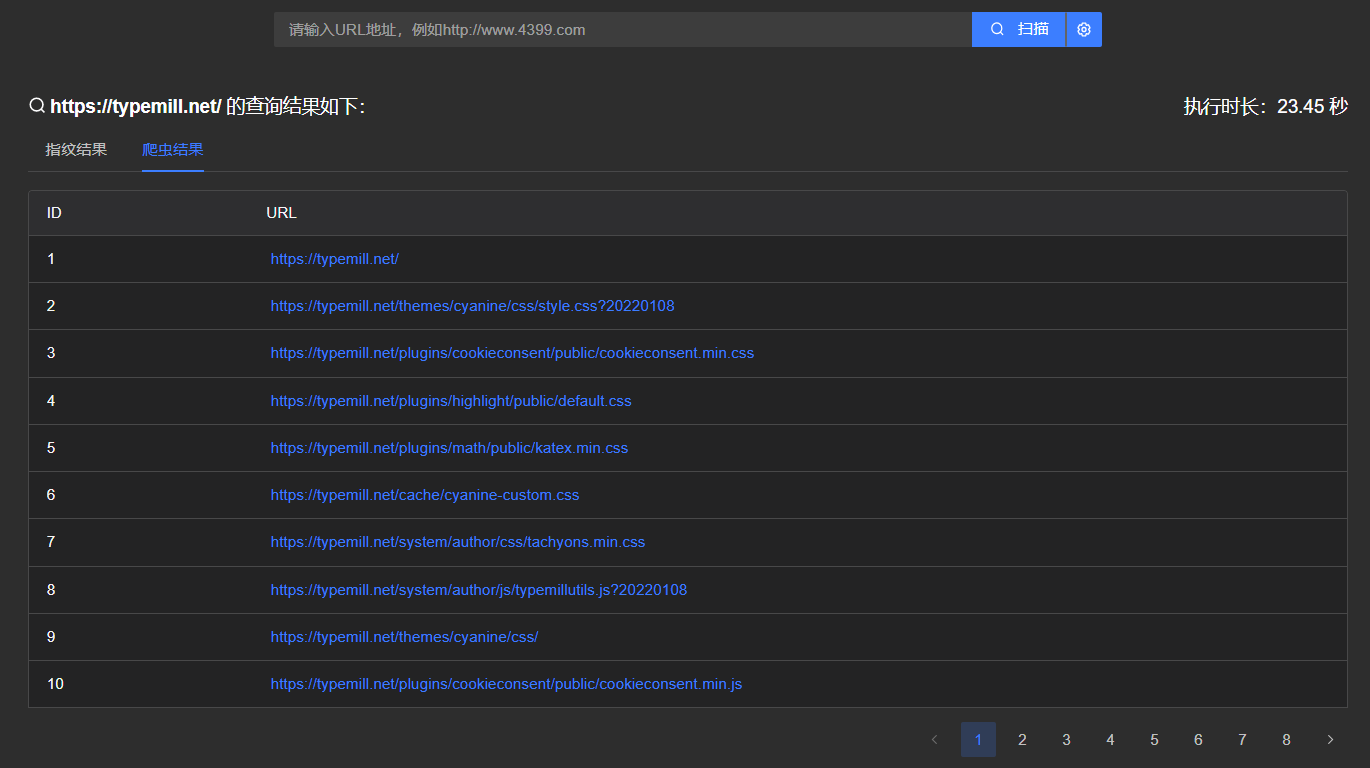 请输入URL地址，例如http://www.4399.com
扫描
https://typemill.net/ 的查询结果如下：
执行时长：23.45 秒
指纹结果 爬虫结果
ID URL
1 https://typemill.net/
2 https://typemill.net/themes/cyanine/css/style.css?20220108
3 https://typemill.net/plugins/cookieconsent/public/cookieconsent.min.css
4 https://typemill.net/plugins/highlight/public/default.css
5 https://typemill.net/plugins/math/public/katex.min.css
6 https://typemill.net/cache/cyanine-custom.css
7 https://typemill.net/system/author/css/tachyons.min.css
8 https://typemill.net/system/author/js/typemillutils.js?20220108
9 https://typemill.net/themes/cyanine/css/
10 https://typemill.net/plugins/cookieconsent/public/cookieconsent.min.js
1 2 3 4 5 6 7 8